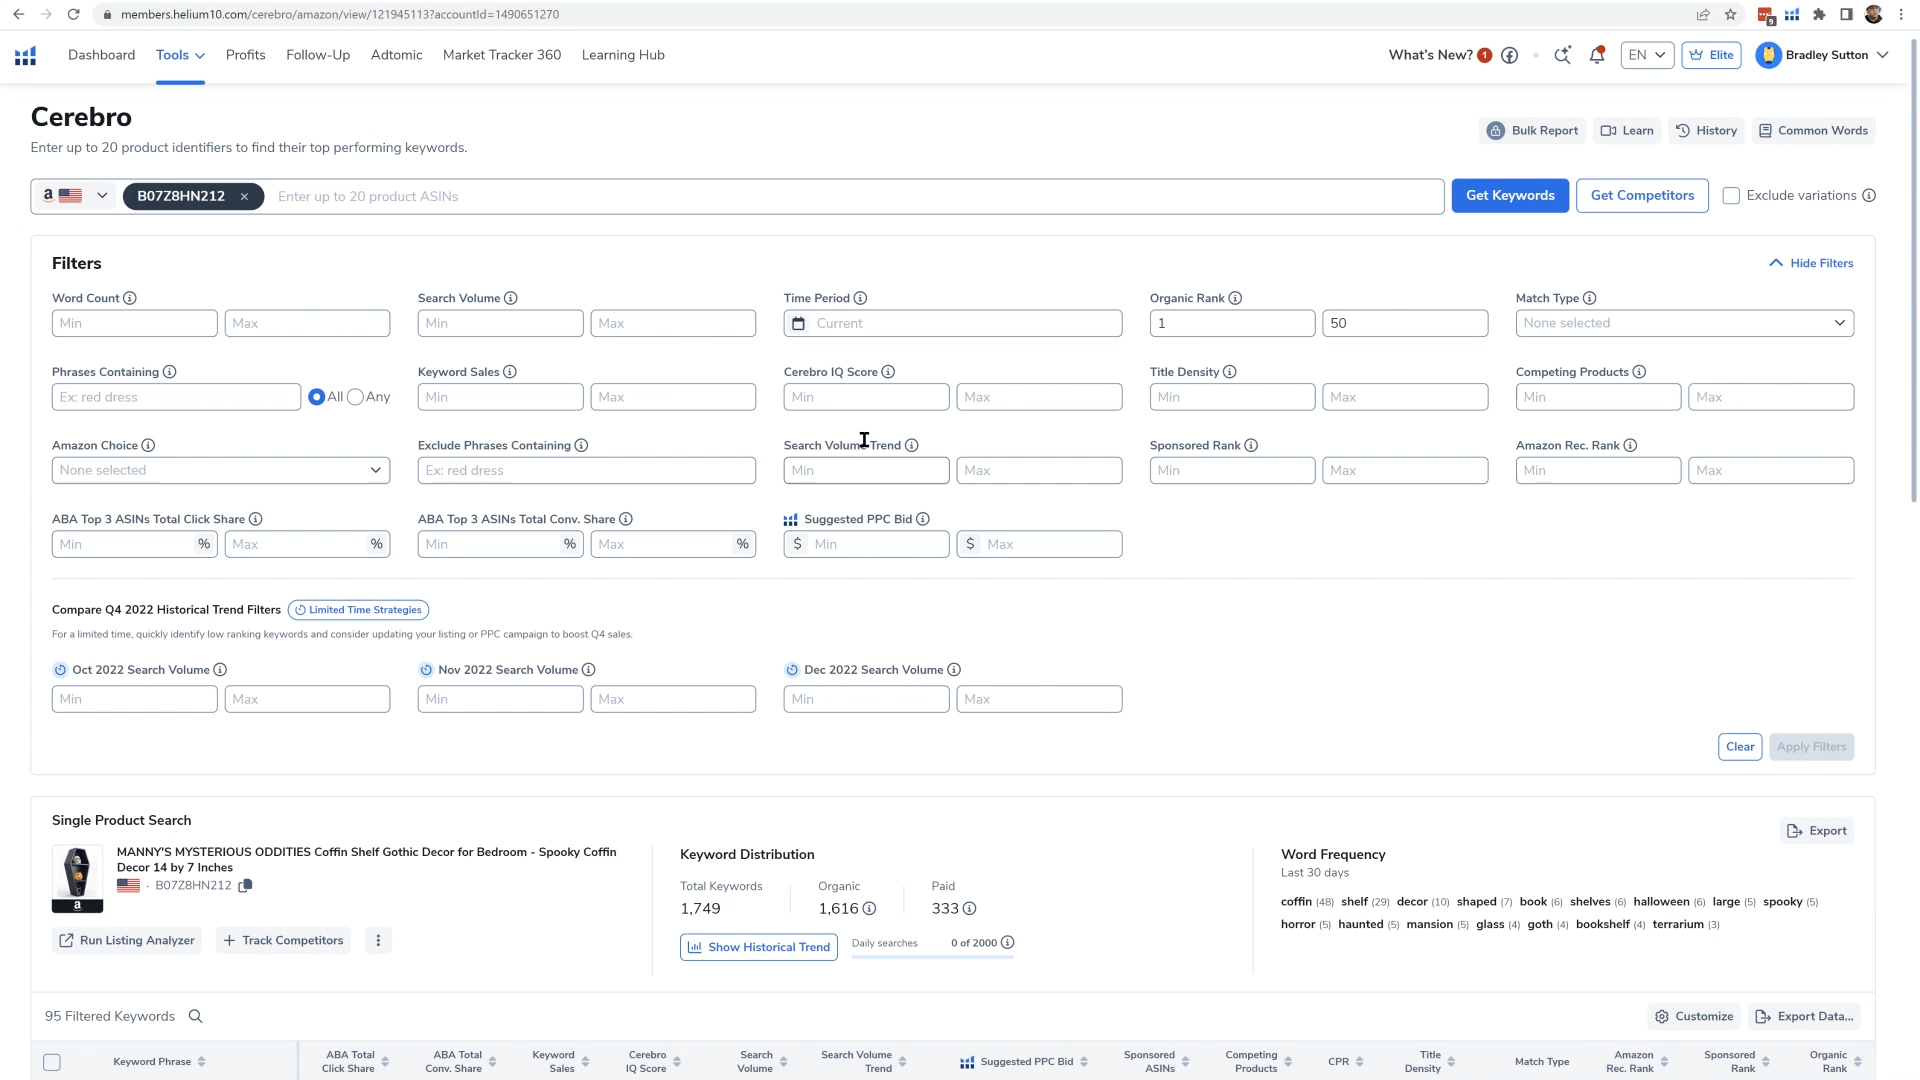 members.helium10.com/cerebro/amazon/view/121945113?accountId=1490651270
9
Dashboard Tools Profits Follow-Up Adtomic Market Tracker 360 Learning Hub What's New? 1 EN Elite Bradley Sutton
Cerebro
Enter up to 20 product identifiers to find their top performing keywords.
Bulk Report Learn History Common Words
a B07Z8HN212 × Enter up to 20 product ASINs Get Keywords Get Competitors Exclude variations
Filters Hide Filters
Word Count Search Volume Time Period Organic Rank Match Type
Min Max Min Max Current 1 50 None selected
Phrases Containing Keyword Sales Cerebro IQ Score Title Density Competing Products
Ex: red dress All Any Min Max Min Max Min Max Min Max
Amazon Choice Exclude Phrases Containing Search Volume Trend Sponsored Rank Amazon Rec. Rank
None selected Ex: red dress Min Max Min Max Min Max
ABA Top 3 ASINs Total Click Share ABA Top 3 ASINs Total Conv. Share Suggested PPC Bid
Min % Max % Min % Max % $ Min $ Max
Compare Q4 2022 Historical Trend Filters Limited Time Strategies
For a limited time, quickly identify low ranking keywords and consider updating your listing or PPC campaign to boost Q4 sales.
Oct 2022 Search Volume Nov 2022 Search Volume Dec 2022 Search Volume
Min Max Min Max Min Max
Clear Apply Filters
Single Product Search
Export
MANNY'S MYSTERIOUS ODDITIES Coffin Shelf Gothic Decor for Bedroom - Spooky Coffin
Decor 14 by 7 Inches
· B07Z8HN212
a
Run Listing Analyzer + Track Competitors
Keyword Distribution
Total Keywords Organic Paid
1,749 1,616 333
Show Historical Trend Daily searches 0 of 2000
Word Frequency
Last 30 days
coffin (48) shelf (29) decor (10) shaped (7) book (6) shelves (6) halloween (6) large (5) spooky (5)
horror (5) haunted (5) mansion (5) glass (4) goth (4) bookshelf (4) terrarium (3)
95 Filtered Keywords Customize Export Data...
Keyword Phrase ABA Total Click Share ABA Total Conv. Share Keyword Sales Cerebro IQ Score Search Volume Search Volume Trend Suggested PPC Bid Sponsored ASINs Competing Products CPR Title Density Match Type Amazon Rec. Rank Sponsored Rank Organic Rank